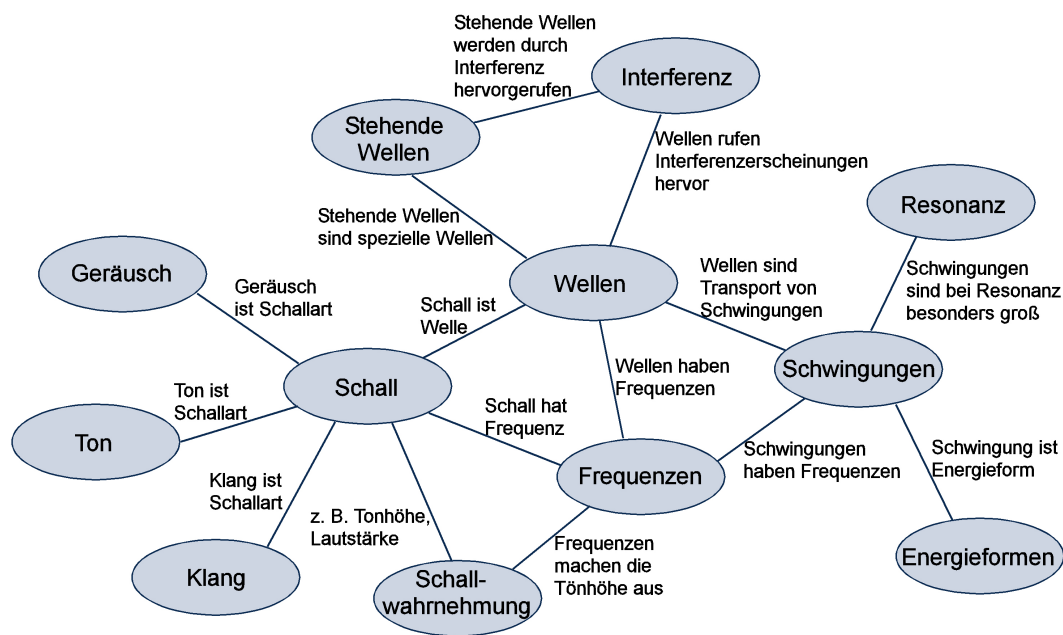 Stehende Wellen
werden durch
Interferenz
hervorgerufen
Interferenz
Stehende
Wellen
Wellen rufen
Interferenzerscheinungen
hervor
Resonanz
Stehende Wellen
sind spezielle Wellen
Geräusch
Wellen
Wellen sind
Transport von
Schwingungen
Schwingungen
sind bei Resonanz
besonders groß
Geräusch
ist Schallart
Schall ist
Welle
Schall
Wellen haben
Frequenzen
Schwingungen
Ton ist
Schallart
Schall hat
Frequenz
Ton
Klang ist
Schallart
Frequenzen
Schwingungen
haben Frequenzen
Schwingung ist
Energieform
z. B. Tonhöhe,
Lautstärke
Klang
Schall-
wahrnehmung
Frequenzen
machen die
Tönhöhe aus
Energieformen